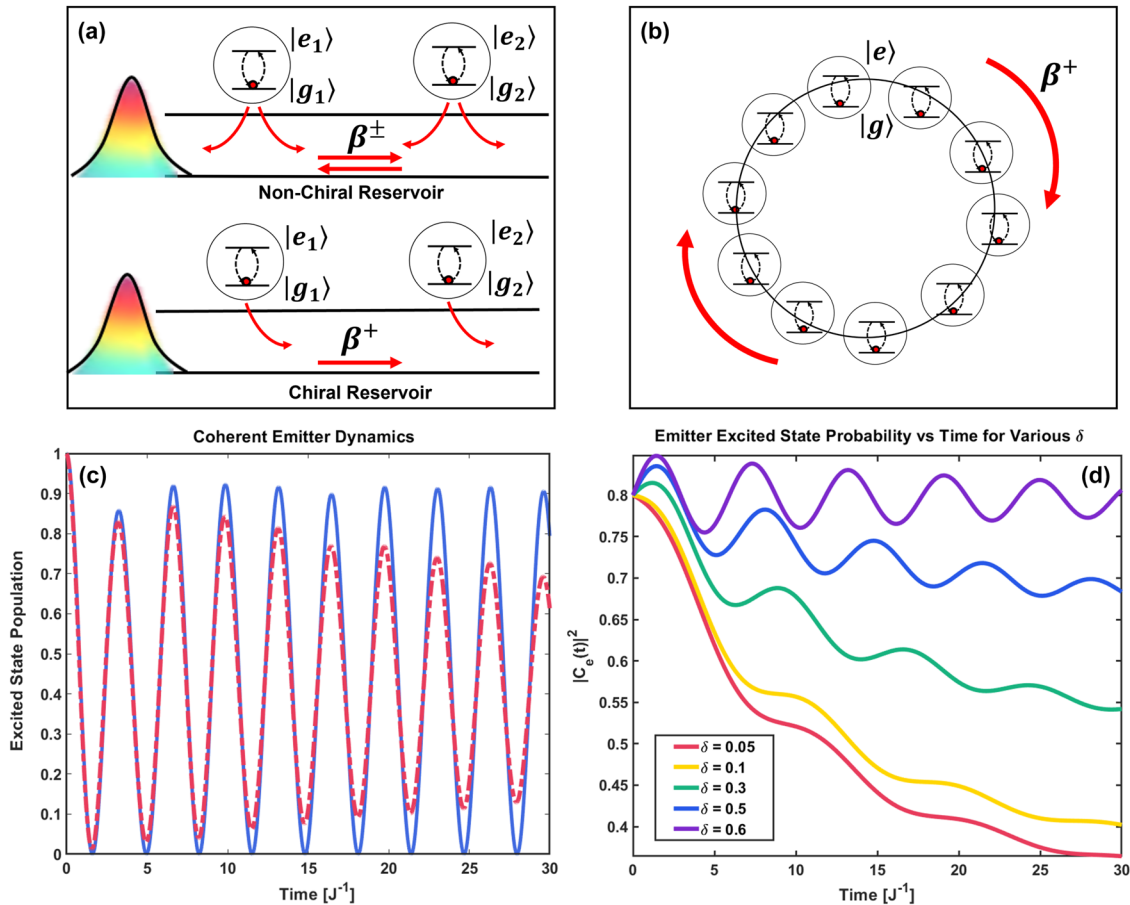 (a)
|e₁⟩
|e₂⟩
|g₁⟩
|g₂⟩
β±
Non-Chiral Reservoir
|e₁⟩
|e₂⟩
|g₁⟩
|g₂⟩
β⁺
Chiral Reservoir
(b)
|e⟩
β⁺
|g⟩
Coherent Emitter Dynamics
(c)
Excited State Population
1
0.9
0.8
0.7
0.6
0.5
0.4
0.3
0.2
0.1
0
0 5 10 15 20 25 30
Time [J⁻¹]
Emitter Excited State Probability vs Time for Various δ
(d)
|Cₑ(t)|²
0.8
0.75
0.7
0.65
0.6
0.55
0.5
0.45
0.4
δ = 0.05
δ = 0.1
δ = 0.3
δ = 0.5
δ = 0.6
0 5 10 15 20 25 30
Time [J⁻¹]